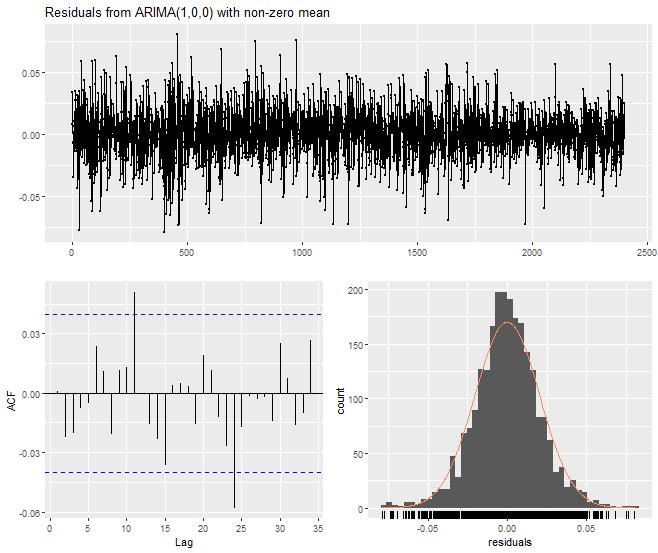 Residuals from ARIMA(1,0,0) with non-zero mean
0.05
0.00
-0.05
0 500 1000 1500 2000 2500
ACF
0.03
0.00
-0.03
-0.06
0 5 10 15 20 25 30 35
Lag
count
200
150
100
50
0
-0.05 0.00 0.05
residuals